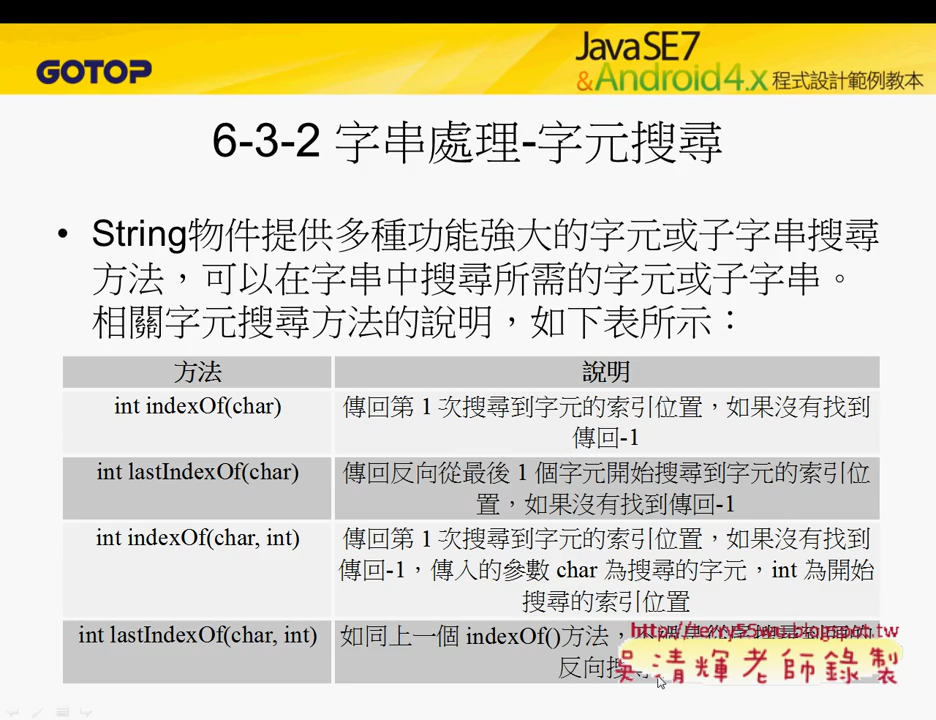 GOTOP
JavaSE7
&Android4.x 程式設計範例教本
6-3-2 字串處理-字元搜尋
• String物件提供多種功能強大的字元或子字串搜尋
方法，可以在字串中搜尋所需的字元或子字串。
相關字元搜尋方法的說明，如下表所示：
方法 說明
int indexOf(char) 傳回第 1 次搜尋到字元的索引位置，如果沒有找到
傳回-1
int lastIndexOf(char) 傳回反向從最後 1 個字元開始搜尋到字元的索引位
置，如果沒有找到傳回-1
int indexOf(char, int) 傳回第 1 次搜尋到字元的索引位置，如果沒有找到
傳回-1，傳入的參數 char 為搜尋的字元，int 為開始
搜尋的索引位置
int lastIndexOf(char, int) 如同上一個 indexOf()方法，
反向搜
http://terry55wu.blogspot.tw
吳清輝老師錄製